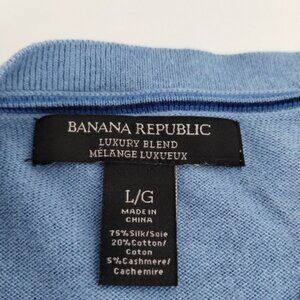 BANANA REPUBLIC
LUXURY BLEND
MÉLANGE LUXUEUX
L/G
MADE IN
CHINA
75% Silk/Soie
20% Cotton/
Coton
5% Cashmere/
Cachemire